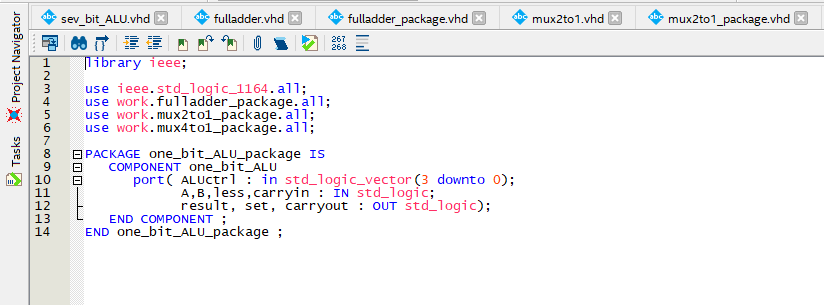 sev_bit_ALU.vhd fulladder.vhd fulladder_package.vhd mux2to1.vhd mux2to1_package.vhd
Project Navigator
Tasks
267
268
1 library ieee;
2
3 use ieee.std_logic_1164.all;
4 use work.fulladder_package.all;
5 use work.mux2to1_package.all;
6 use work.mux4to1_package.all;
7
8 PACKAGE one_bit_ALU_package IS
9 COMPONENT one_bit_ALU
10 port( ALUctrl : in std_logic_vector(3 downto 0);
11 A,B,less,carryin : IN std_logic;
12 result, set, carryout : OUT std_logic);
13 END COMPONENT ;
14 END one_bit_ALU_package ;